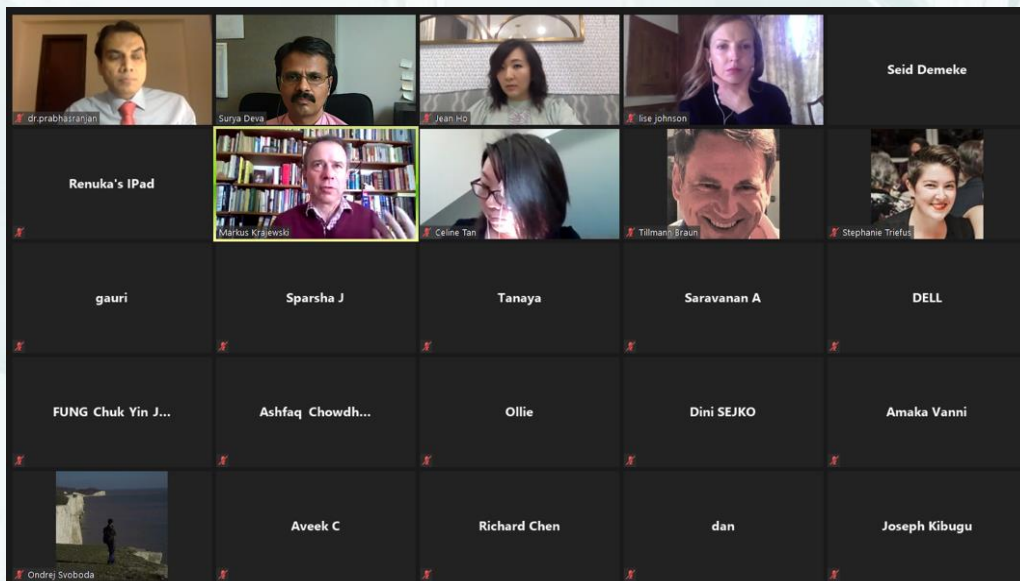 dr.prabhasranjan
Surya Deva
Jean Ho
lise johnson
Seid Demeke
Renuka's IPad
Markus Krajewski
Celine Tan
Tillmann Braun
Stephanie Triefus
gauri
Sparsha J
Tanaya
Saravanan A
DELL
FUNG Chuk Yin J...
Ashfaq Chowdh...
Ollie
Dini SEJKO
Amaka Vanni
Ondrej Svoboda
Aveek C
Richard Chen
dan
Joseph Kibugu